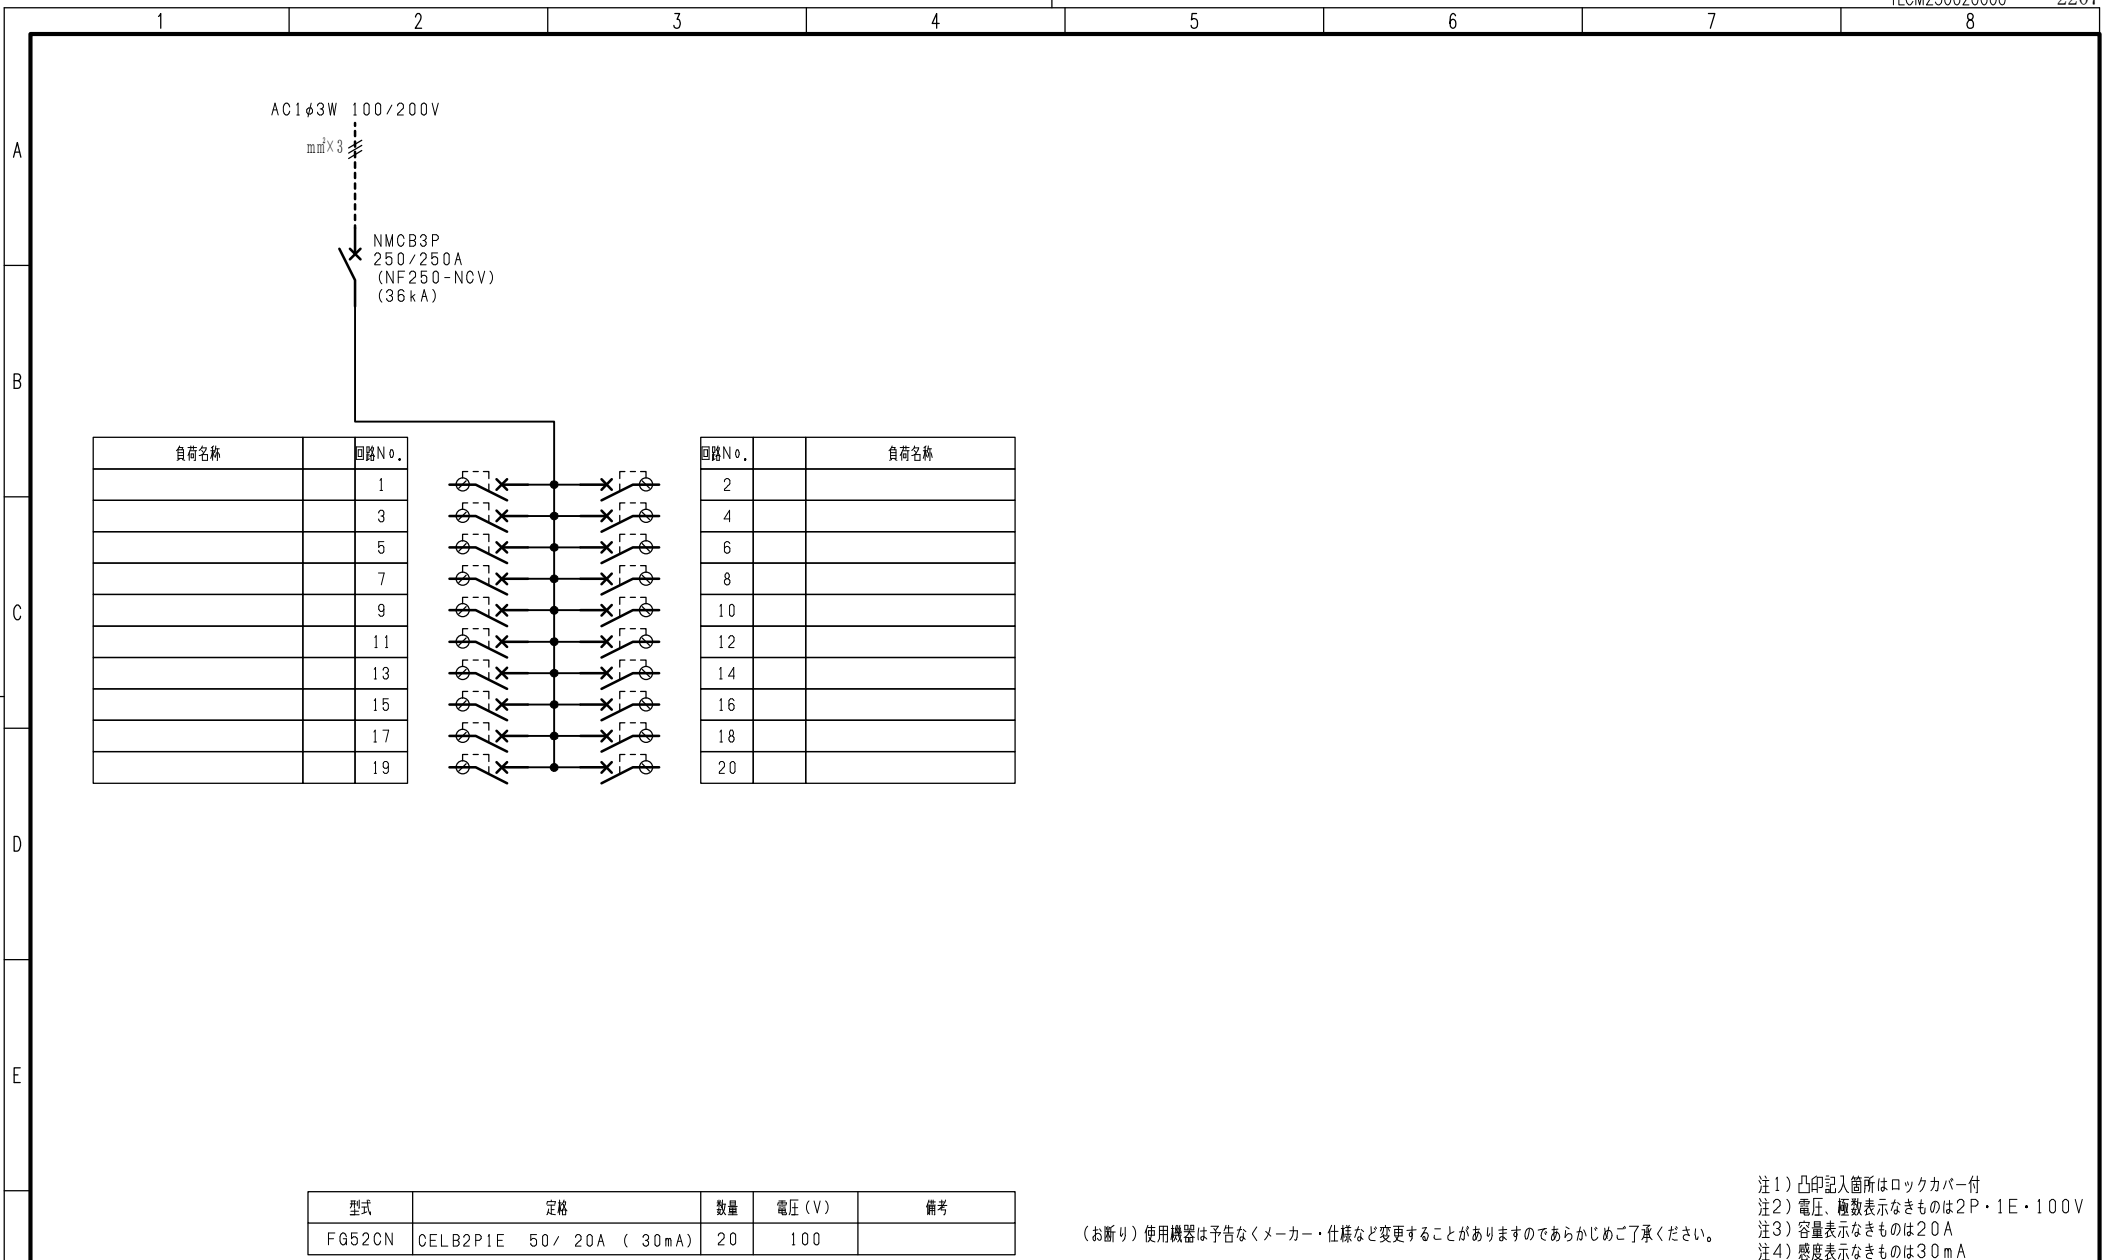 1 2 3 4 5 6 7 8
A
B
C
D
E
AC1φ3W 100/200V
mm²×3
NMCB3P
250/250A
(NF250-NCV)
(36kA)
負荷名称 回路No. 回路No. 負荷名称
1 2
3 4
5 6
7 8
9 10
11 12
13 14
15 16
17 18
19 20
型式 定格 数量 電圧(V) 備考
FG52CN CELB2P1E 50/ 20A ( 30mA) 20 100
(お断り)使用機器は予告なくメーカー・仕様など変更することがありますのであらかじめご了承ください。
注1)凸印記入箇所はロックカバー付
注2)電圧、極数表示なきものは2P・1E・100V
注3)容量表示なきものは20A
注4)感度表示なきものは30mA